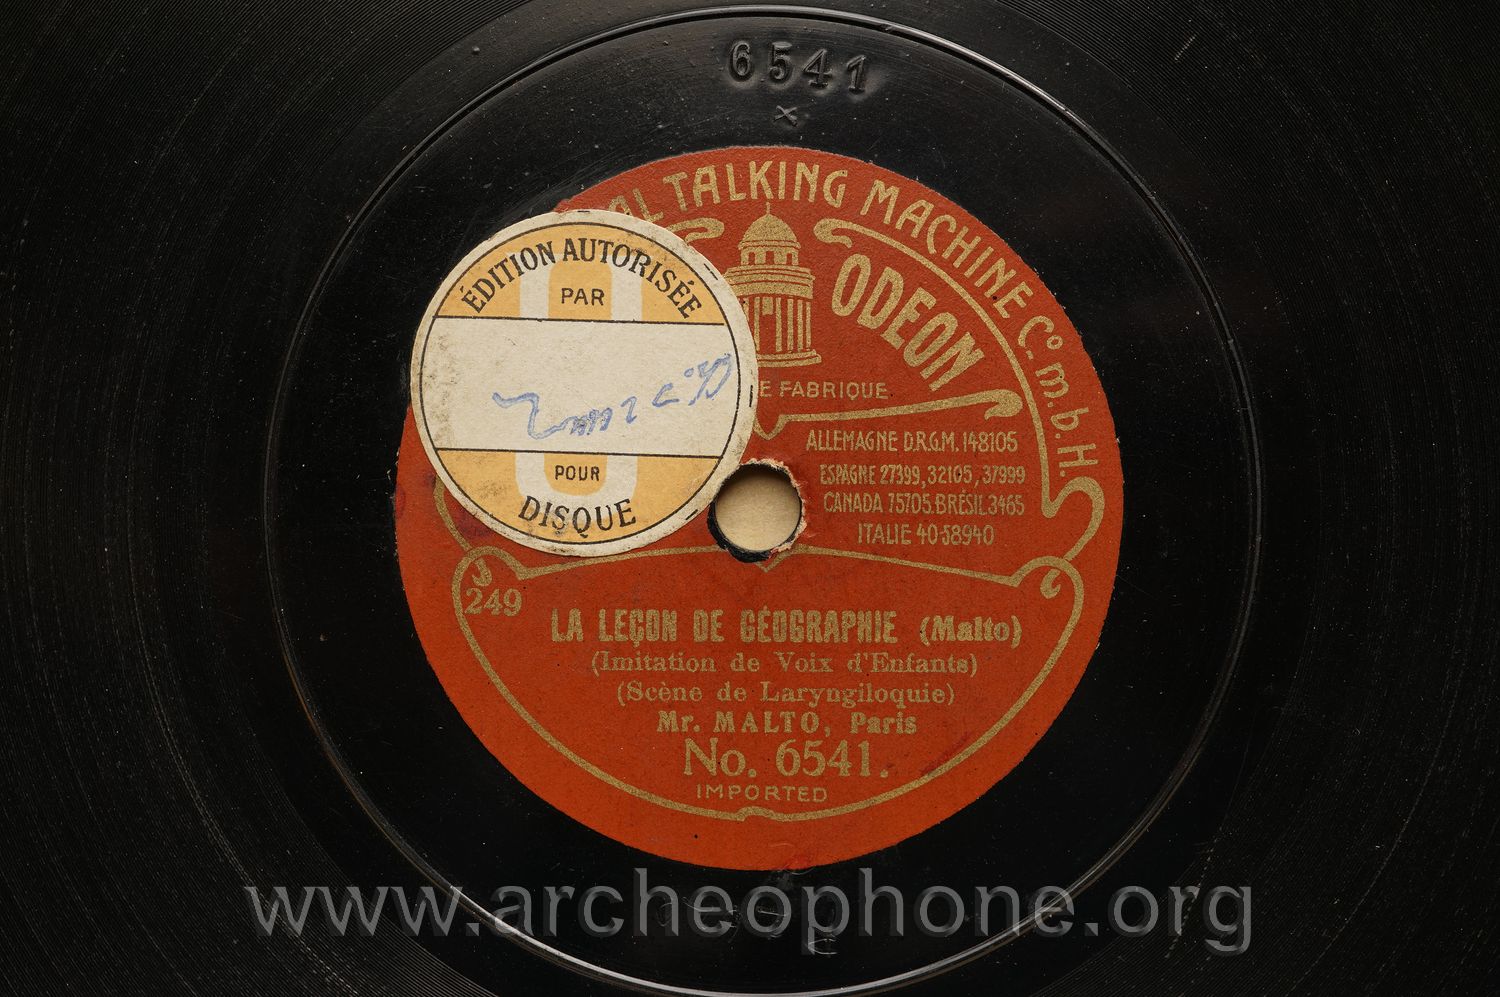 6541
x
AL TALKING MACHINE Co. m.b.H.
ODEON
E FABRIQUE
ÉDITION AUTORISÉE
PAR
POUR
DISQUE
ALLEMAGNE D.R.G.M. 148105
ESPAGNE 27399, 32105, 37999
CANADA 75705. BRÉSIL 3465
ITALIE 40-58940
249
LA LEÇON DE GÉOGRAPHIE (Malto)
(Imitation de Voix d'Enfants)
(Scène de Laryngiloquie)
Mr. MALTO, Paris
No. 6541.
IMPORTED
www.archeophone.org